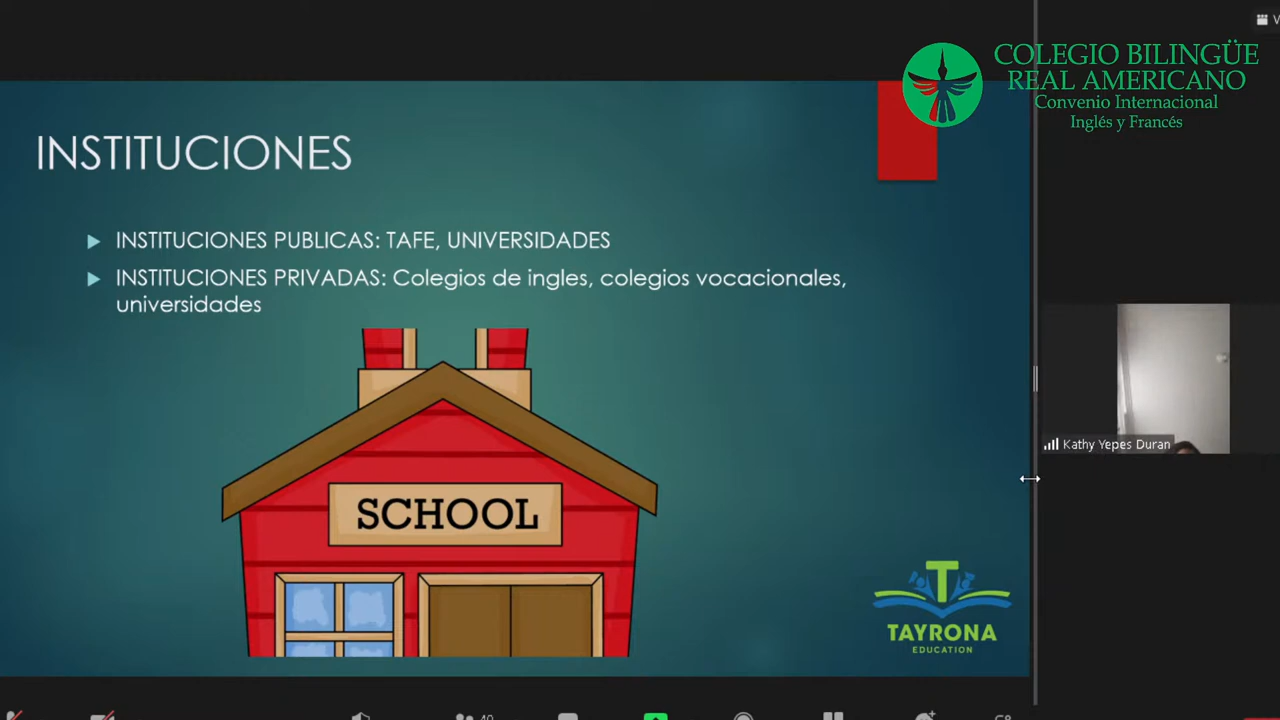 COLEGIO BILINGÜE
REAL AMERICANO
Convenio Internacional
Inglés y Francés
INSTITUCIONES
INSTITUCIONES PUBLICAS: TAFE, UNIVERSIDADES
INSTITUCIONES PRIVADAS: Colegios de ingles, colegios vocacionales,
universidades
SCHOOL
Kathy Yepes Duran
T
TAYRONA
EDUCATION